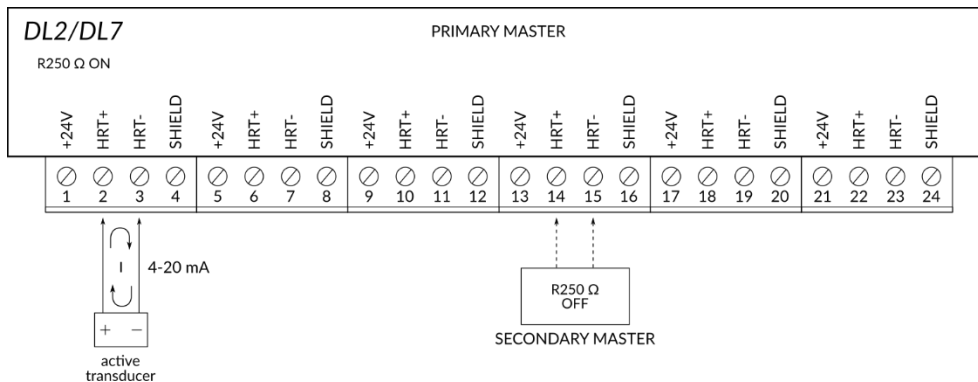 DL2/DL7
PRIMARY MASTER
R250 Ω ON
+24V HRT+ HRT- SHIELD +24V HRT+ HRT- SHIELD +24V HRT+ HRT- SHIELD +24V HRT+ HRT- SHIELD +24V HRT+ HRT- SHIELD +24V HRT+ HRT- SHIELD
1 2 3 4 5 6 7 8 9 10 11 12 13 14 15 16 17 18 19 20 21 22 23 24
I
4-20 mA
+ −
active
transducer
R250 Ω
OFF
SECONDARY MASTER